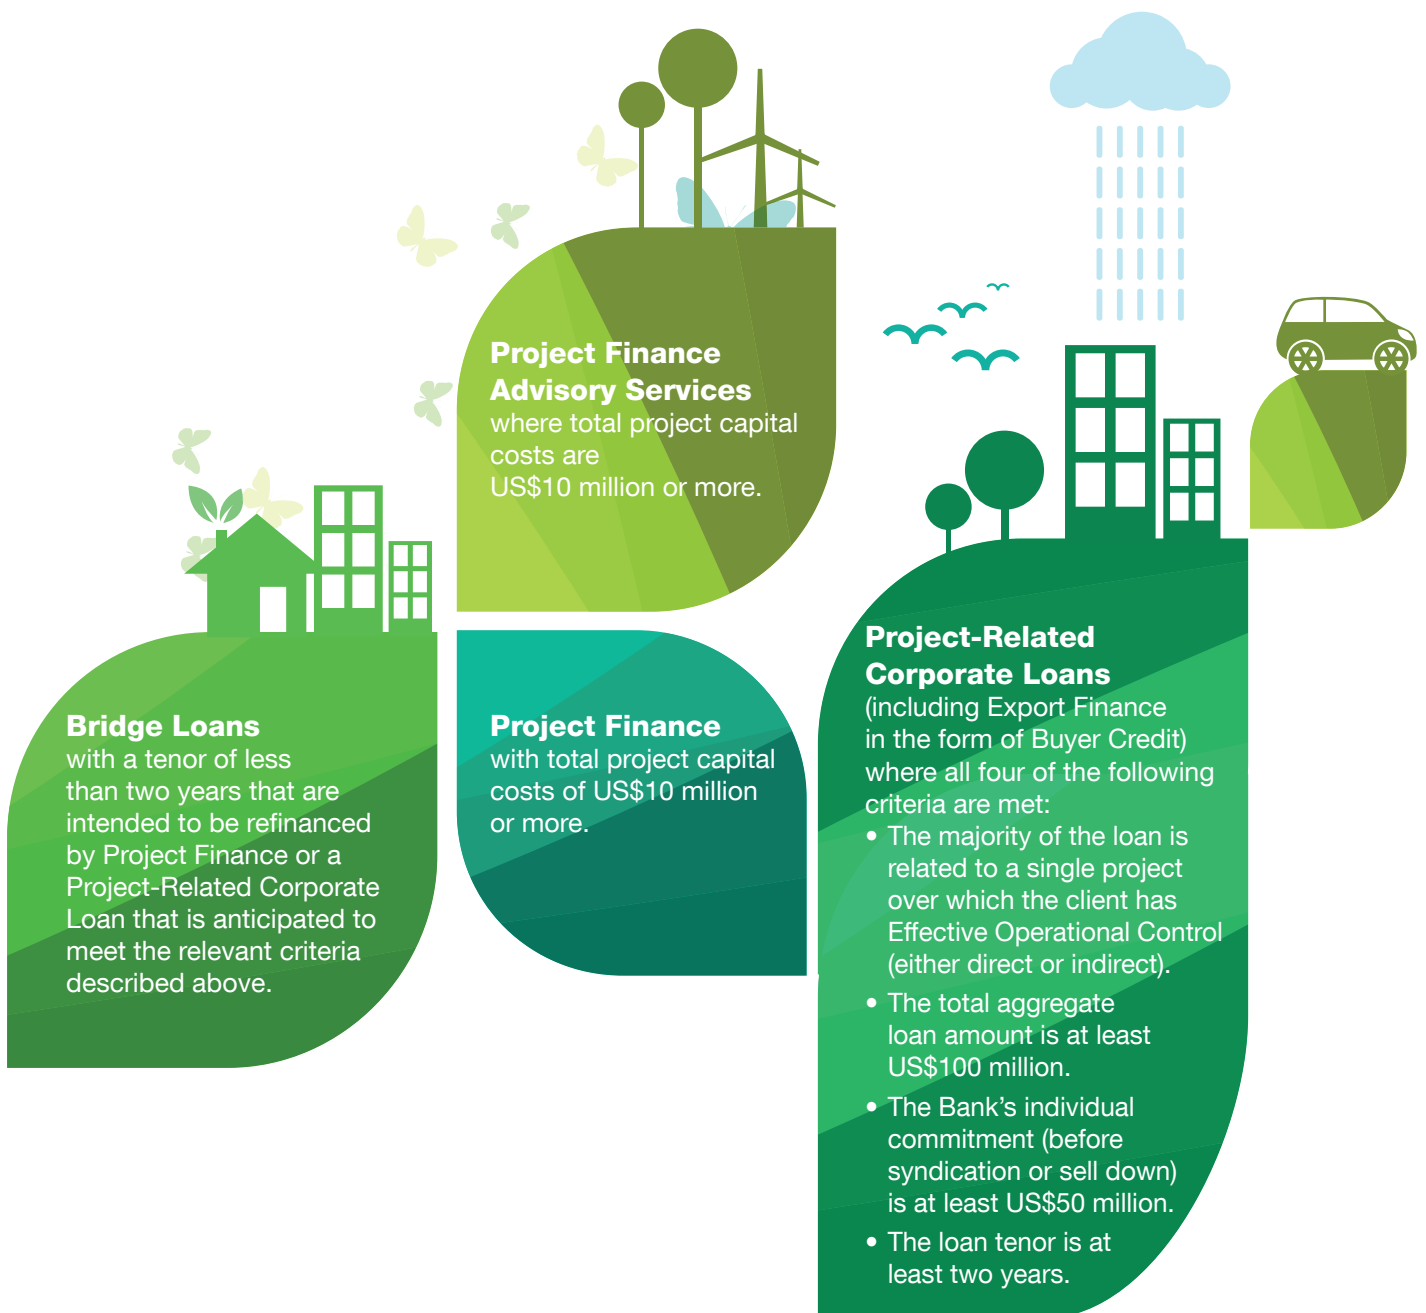 Project Finance
Advisory Services
where total project capital
costs are
US$10 million or more.
Bridge Loans
with a tenor of less
than two years that are
intended to be refinanced
by Project Finance or a
Project-Related Corporate
Loan that is anticipated to
meet the relevant criteria
described above.
Project Finance
with total project capital
costs of US$10 million
or more.
Project-Related
Corporate Loans
(including Export Finance
in the form of Buyer Credit)
where all four of the following
criteria are met:
• The majority of the loan is
related to a single project
over which the client has
Effective Operational Control
(either direct or indirect).
• The total aggregate
loan amount is at least
US$100 million.
• The Bank’s individual
commitment (before
syndication or sell down)
is at least US$50 million.
• The loan tenor is at
least two years.